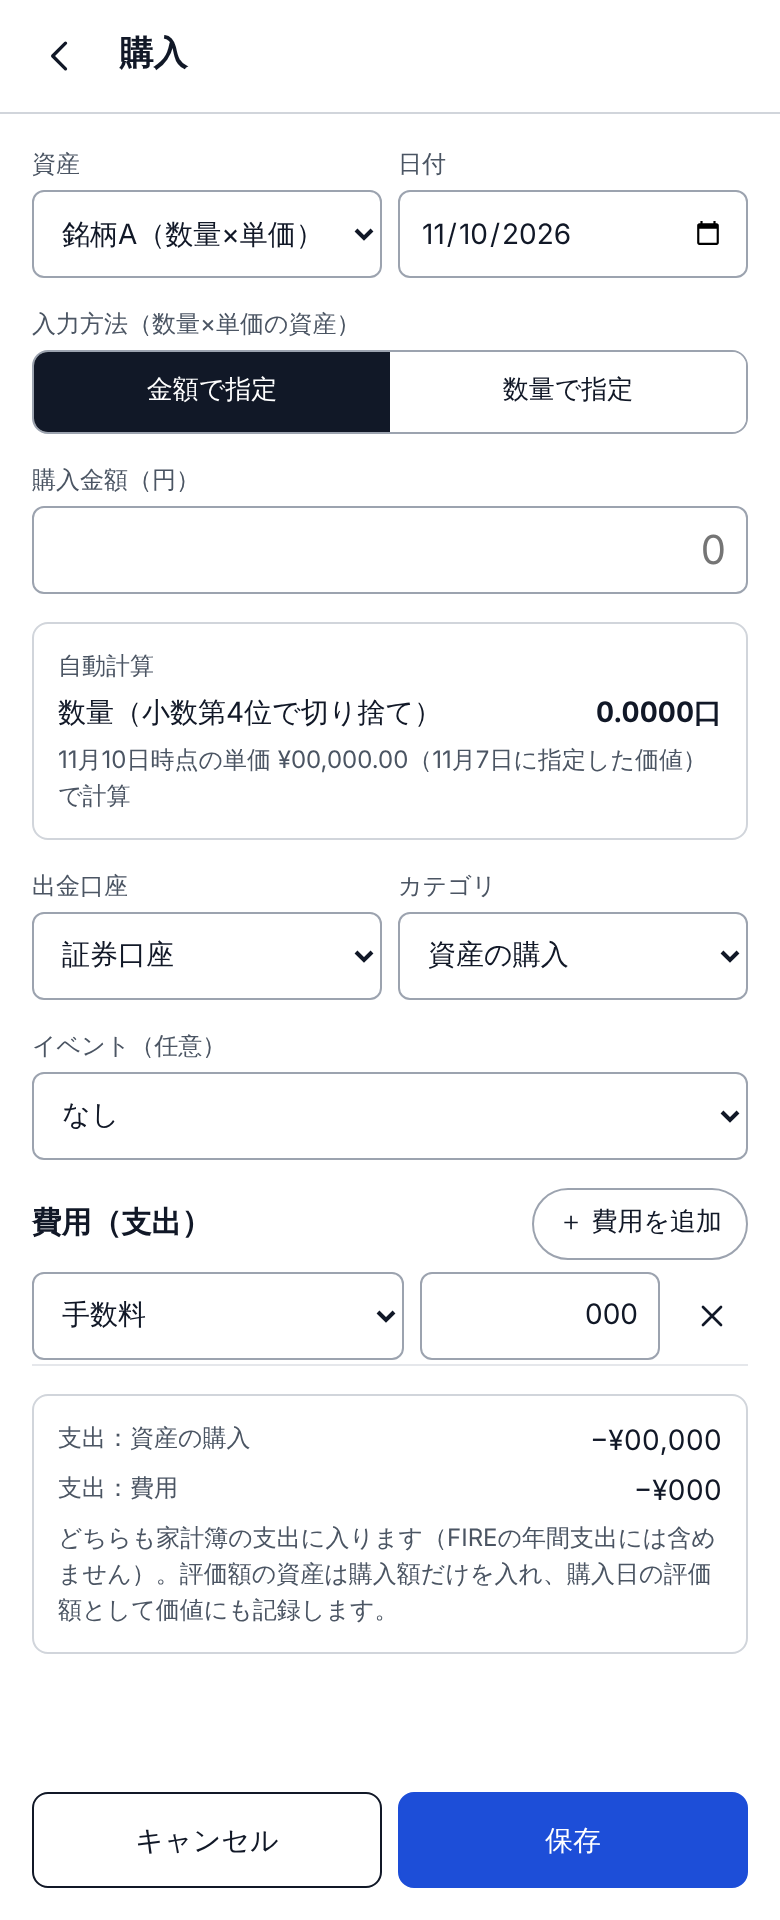 購入
資産
日付
銘柄A（数量×単価）
11/10/2026
入力方法（数量×単価の資産）
金額で指定
数量で指定
購入金額（円）
0
自動計算
数量（小数第4位で切り捨て）
0.0000口
11月10日時点の単価 ¥00,000.00（11月7日に指定した価値）
で計算
出金口座
カテゴリ
証券口座
資産の購入
イベント（任意）
なし
費用（支出）
＋ 費用を追加
手数料
000
支出：資産の購入
−¥00,000
支出：費用
−¥000
どちらも家計簿の支出に入ります（FIREの年間支出には含め
ません）。評価額の資産は購入額だけを入れ、購入日の評価
額として価値にも記録します。
キャンセル
保存